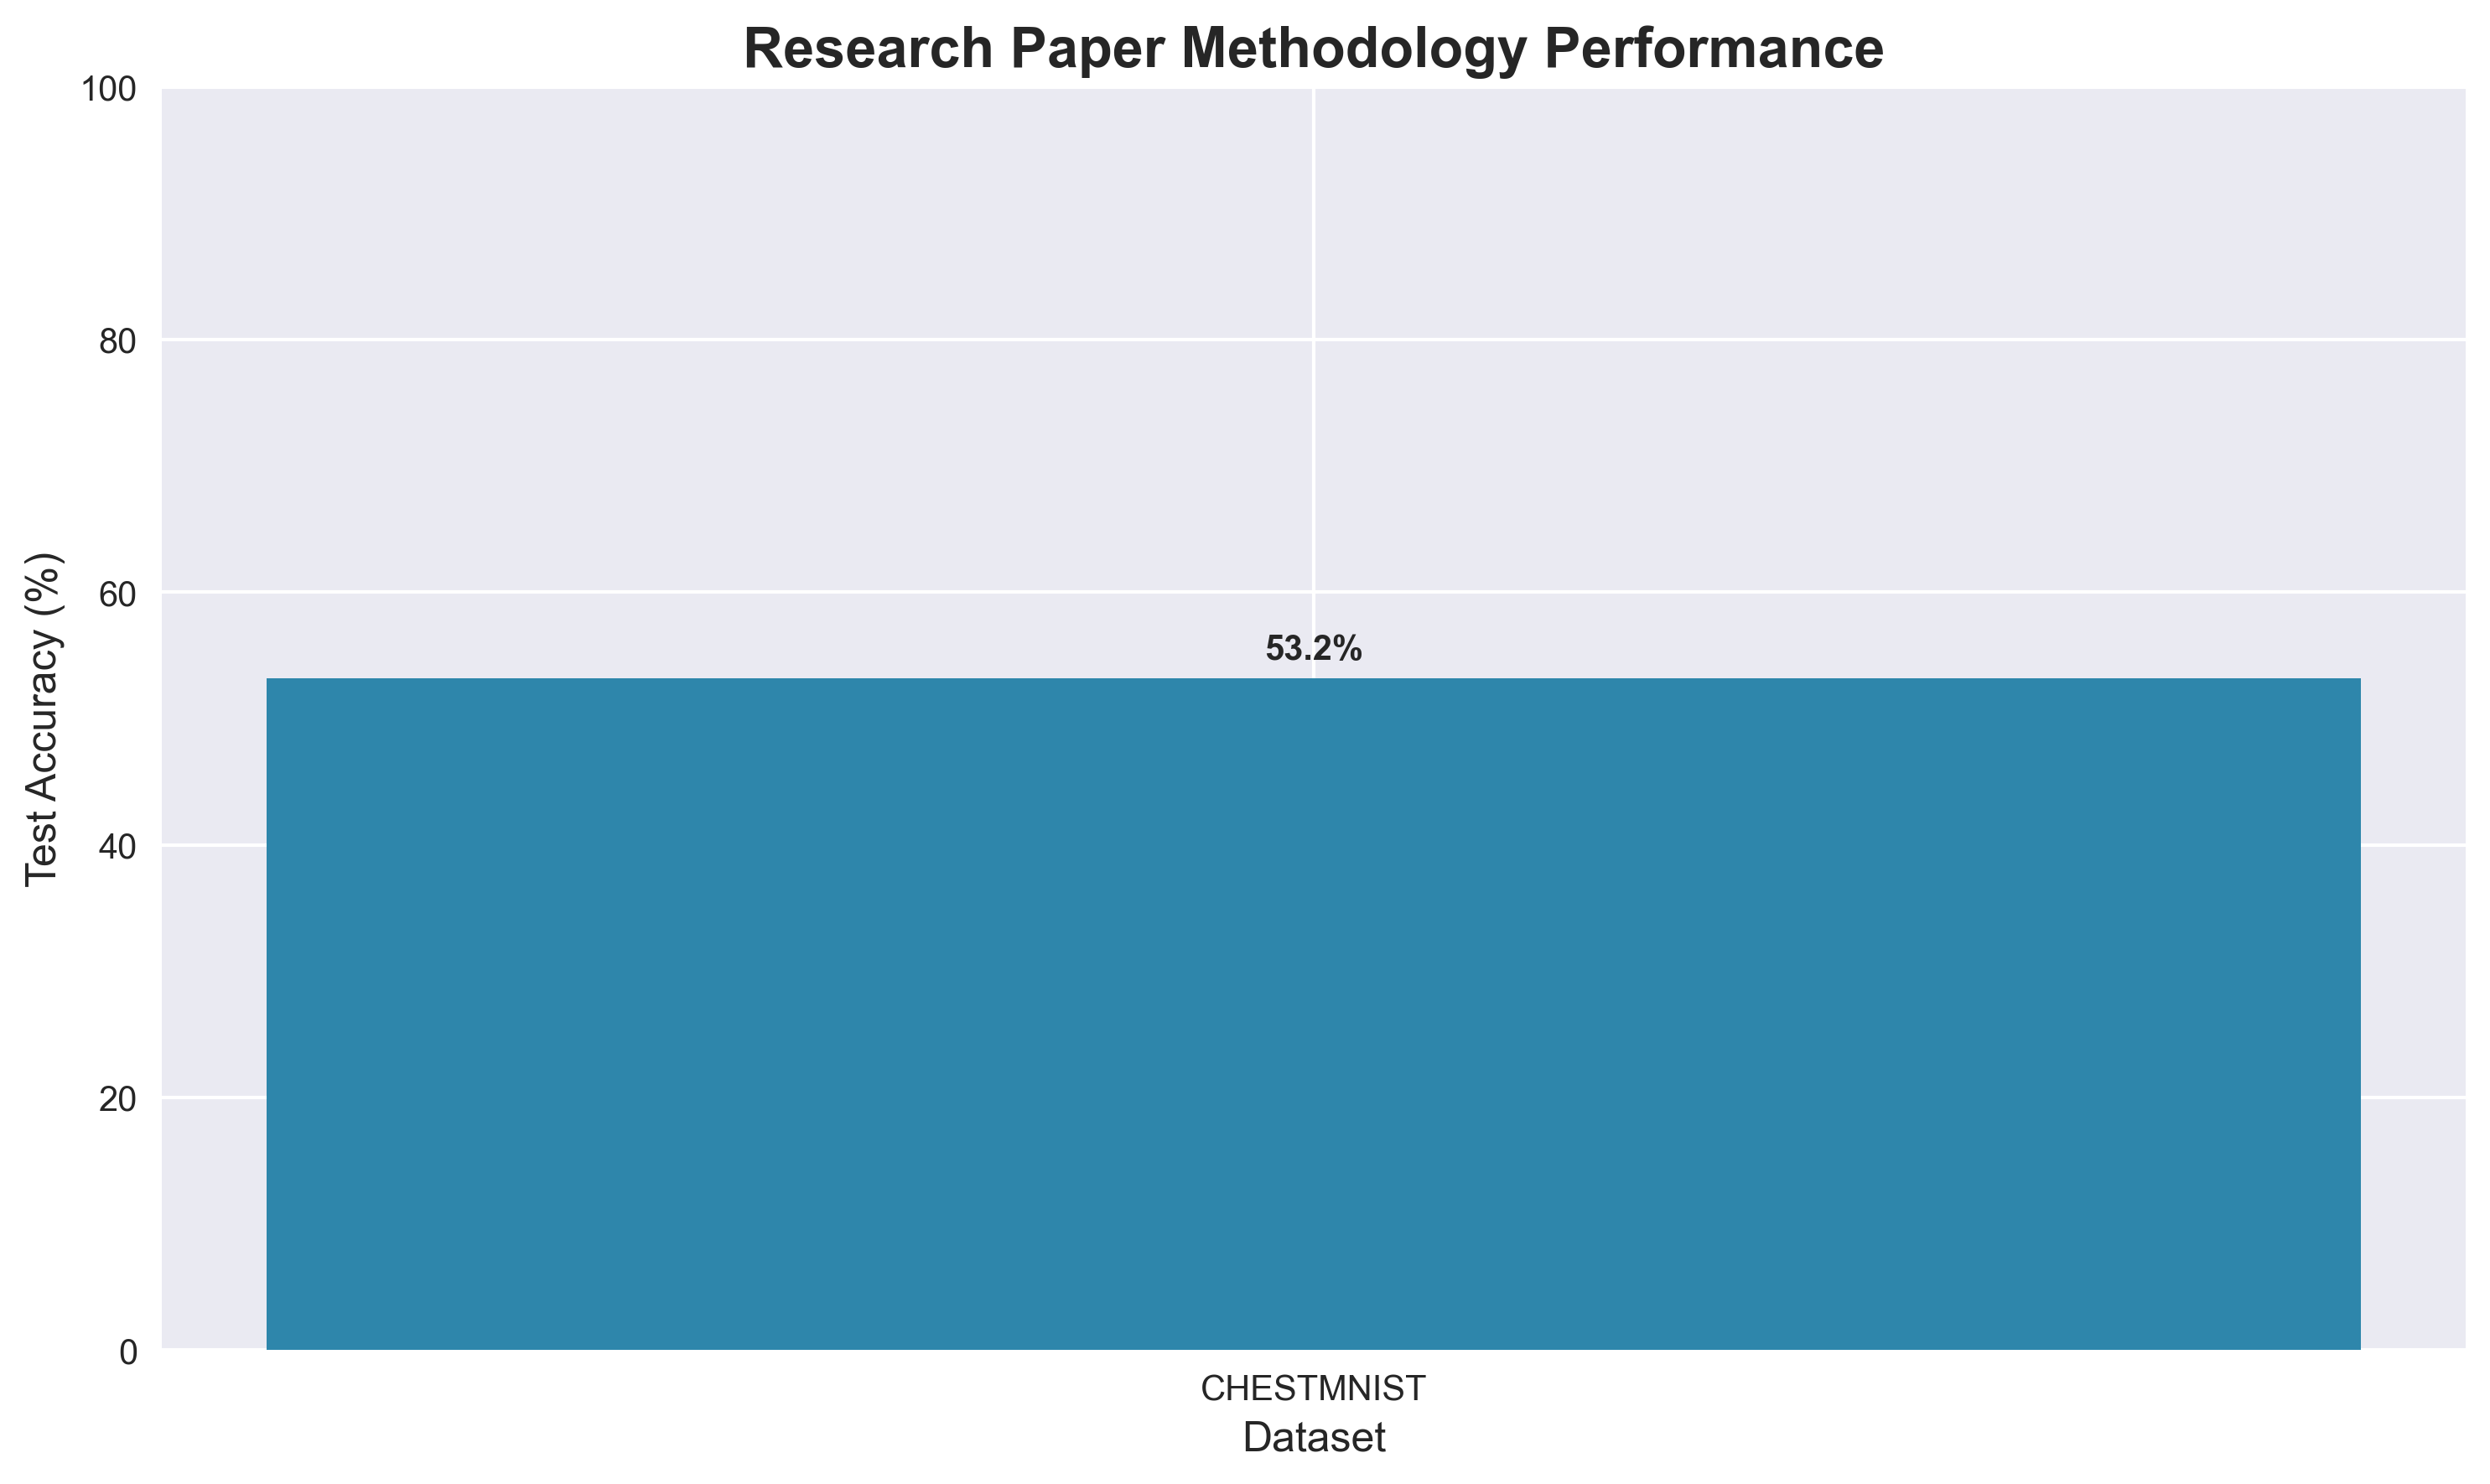 Research Paper Methodology Performance
100
80
60
40
20
0
Test Accuracy (%)
53.2%
CHESTMNIST
Dataset